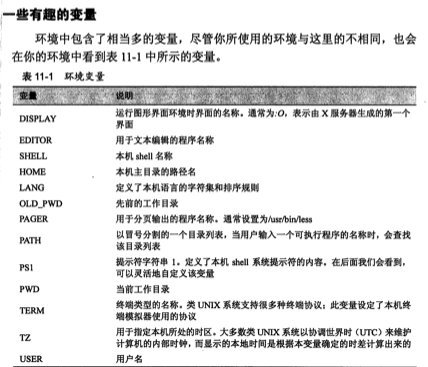 一些有趣的变量
环境中包含了相当多的变量，尽管你所使用的环境与这里的不相同，也会
在你的环境中看到表 11-1 中所示的变量。
表 11-1 环境变量
变量 说明
DISPLAY 运行图形界面环境时界面的名称。通常为:O，表示由 X 服务器生成的第一个
界面
EDITOR 用于文本编辑的程序名称
SHELL 本机 shell 名称
HOME 本机主目录的路径名
LANG 定义了本机语言的字符集和排序规则
OLD_PWD 先前的工作目录
PAGER 用于分页输出的程序名称。通常设置为/usr/bin/less
PATH 以冒号分割的一个目录列表，当用户输入一个可执行程序的名称时，会查找
该目录列表
PS1 提示符字符串 1。定义了本机 shell 系统提示符的内容。在后面我们会看到，
可以灵活地自定义该变量
PWD 当前工作目录
TERM 终端类型的名称。类 UNIX 系统支持很多种终端协议；此变量设定了本机终
端模拟器使用的协议
TZ 用于指定本机所处的时区。大多数类 UNIX 系统以协调世界时（UTC）来维护
计算机的内部时钟，而显示的本地时间是根据本变量确定的时差计算出来的
USER 用户名